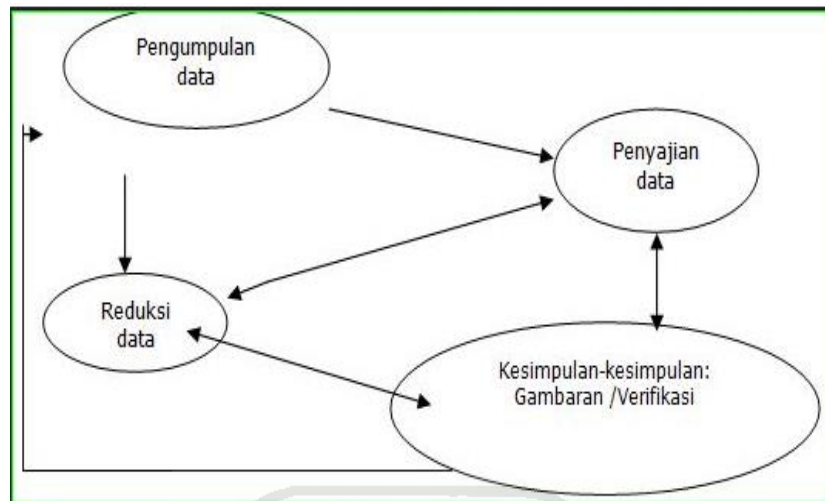 Pengumpulan
data
Penyajian
data
Reduksi
data
Kesimpulan-kesimpulan:
Gambaran /Verifikasi